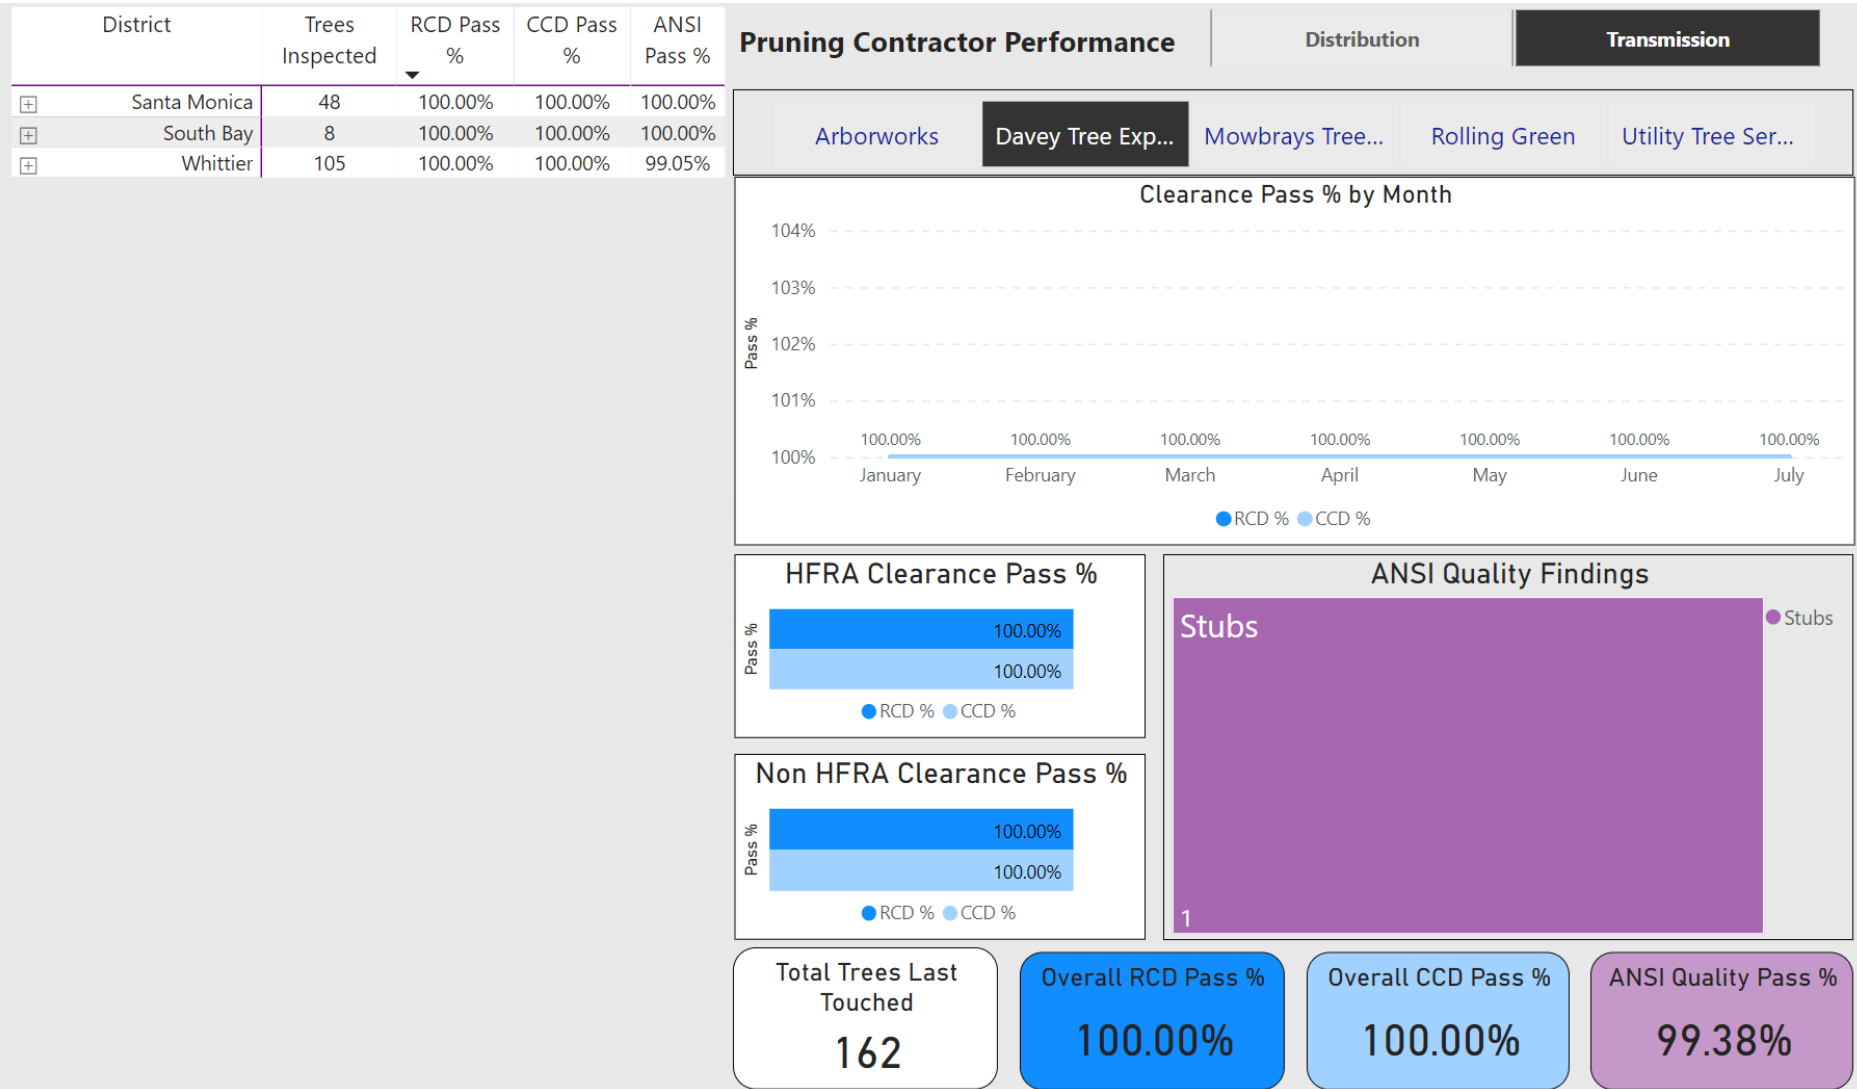 District Trees Inspected RCD Pass % CCD Pass % ANSI Pass %
Santa Monica 48 100.00% 100.00% 100.00%
South Bay 8 100.00% 100.00% 100.00%
Whittier 105 100.00% 100.00% 99.05%
Pruning Contractor Performance
Distribution
Transmission
Arborworks
Davey Tree Exp...
Mowbrays Tree...
Rolling Green
Utility Tree Ser...
Clearance Pass % by Month
Pass %
104%
103%
102%
101%
100%
100.00% 100.00% 100.00% 100.00% 100.00% 100.00% 100.00%
January February March April May June July
RCD % CCD %
HFRA Clearance Pass %
Pass %
100.00%
100.00%
RCD % CCD %
Non HFRA Clearance Pass %
Pass %
100.00%
100.00%
RCD % CCD %
ANSI Quality Findings
Stubs
1
Stubs
Total Trees Last
Touched
162
Overall RCD Pass %
100.00%
Overall CCD Pass %
100.00%
ANSI Quality Pass %
99.38%